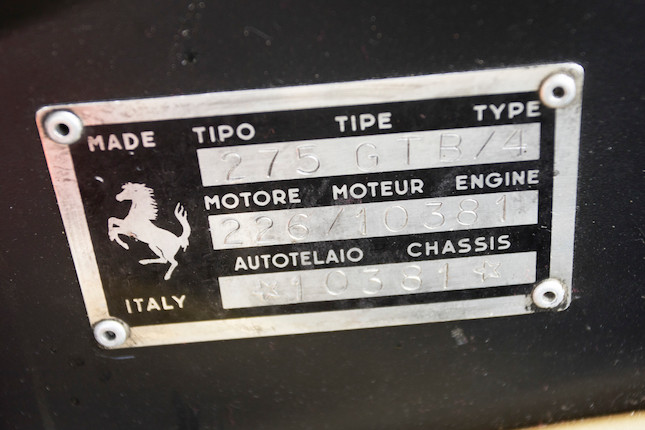 MADE TIPO TIPE TYPE
275 GTB/4
MOTORE MOTEUR ENGINE
226/10381
AUTOTELAIO CHASSIS
*10381*
ITALY